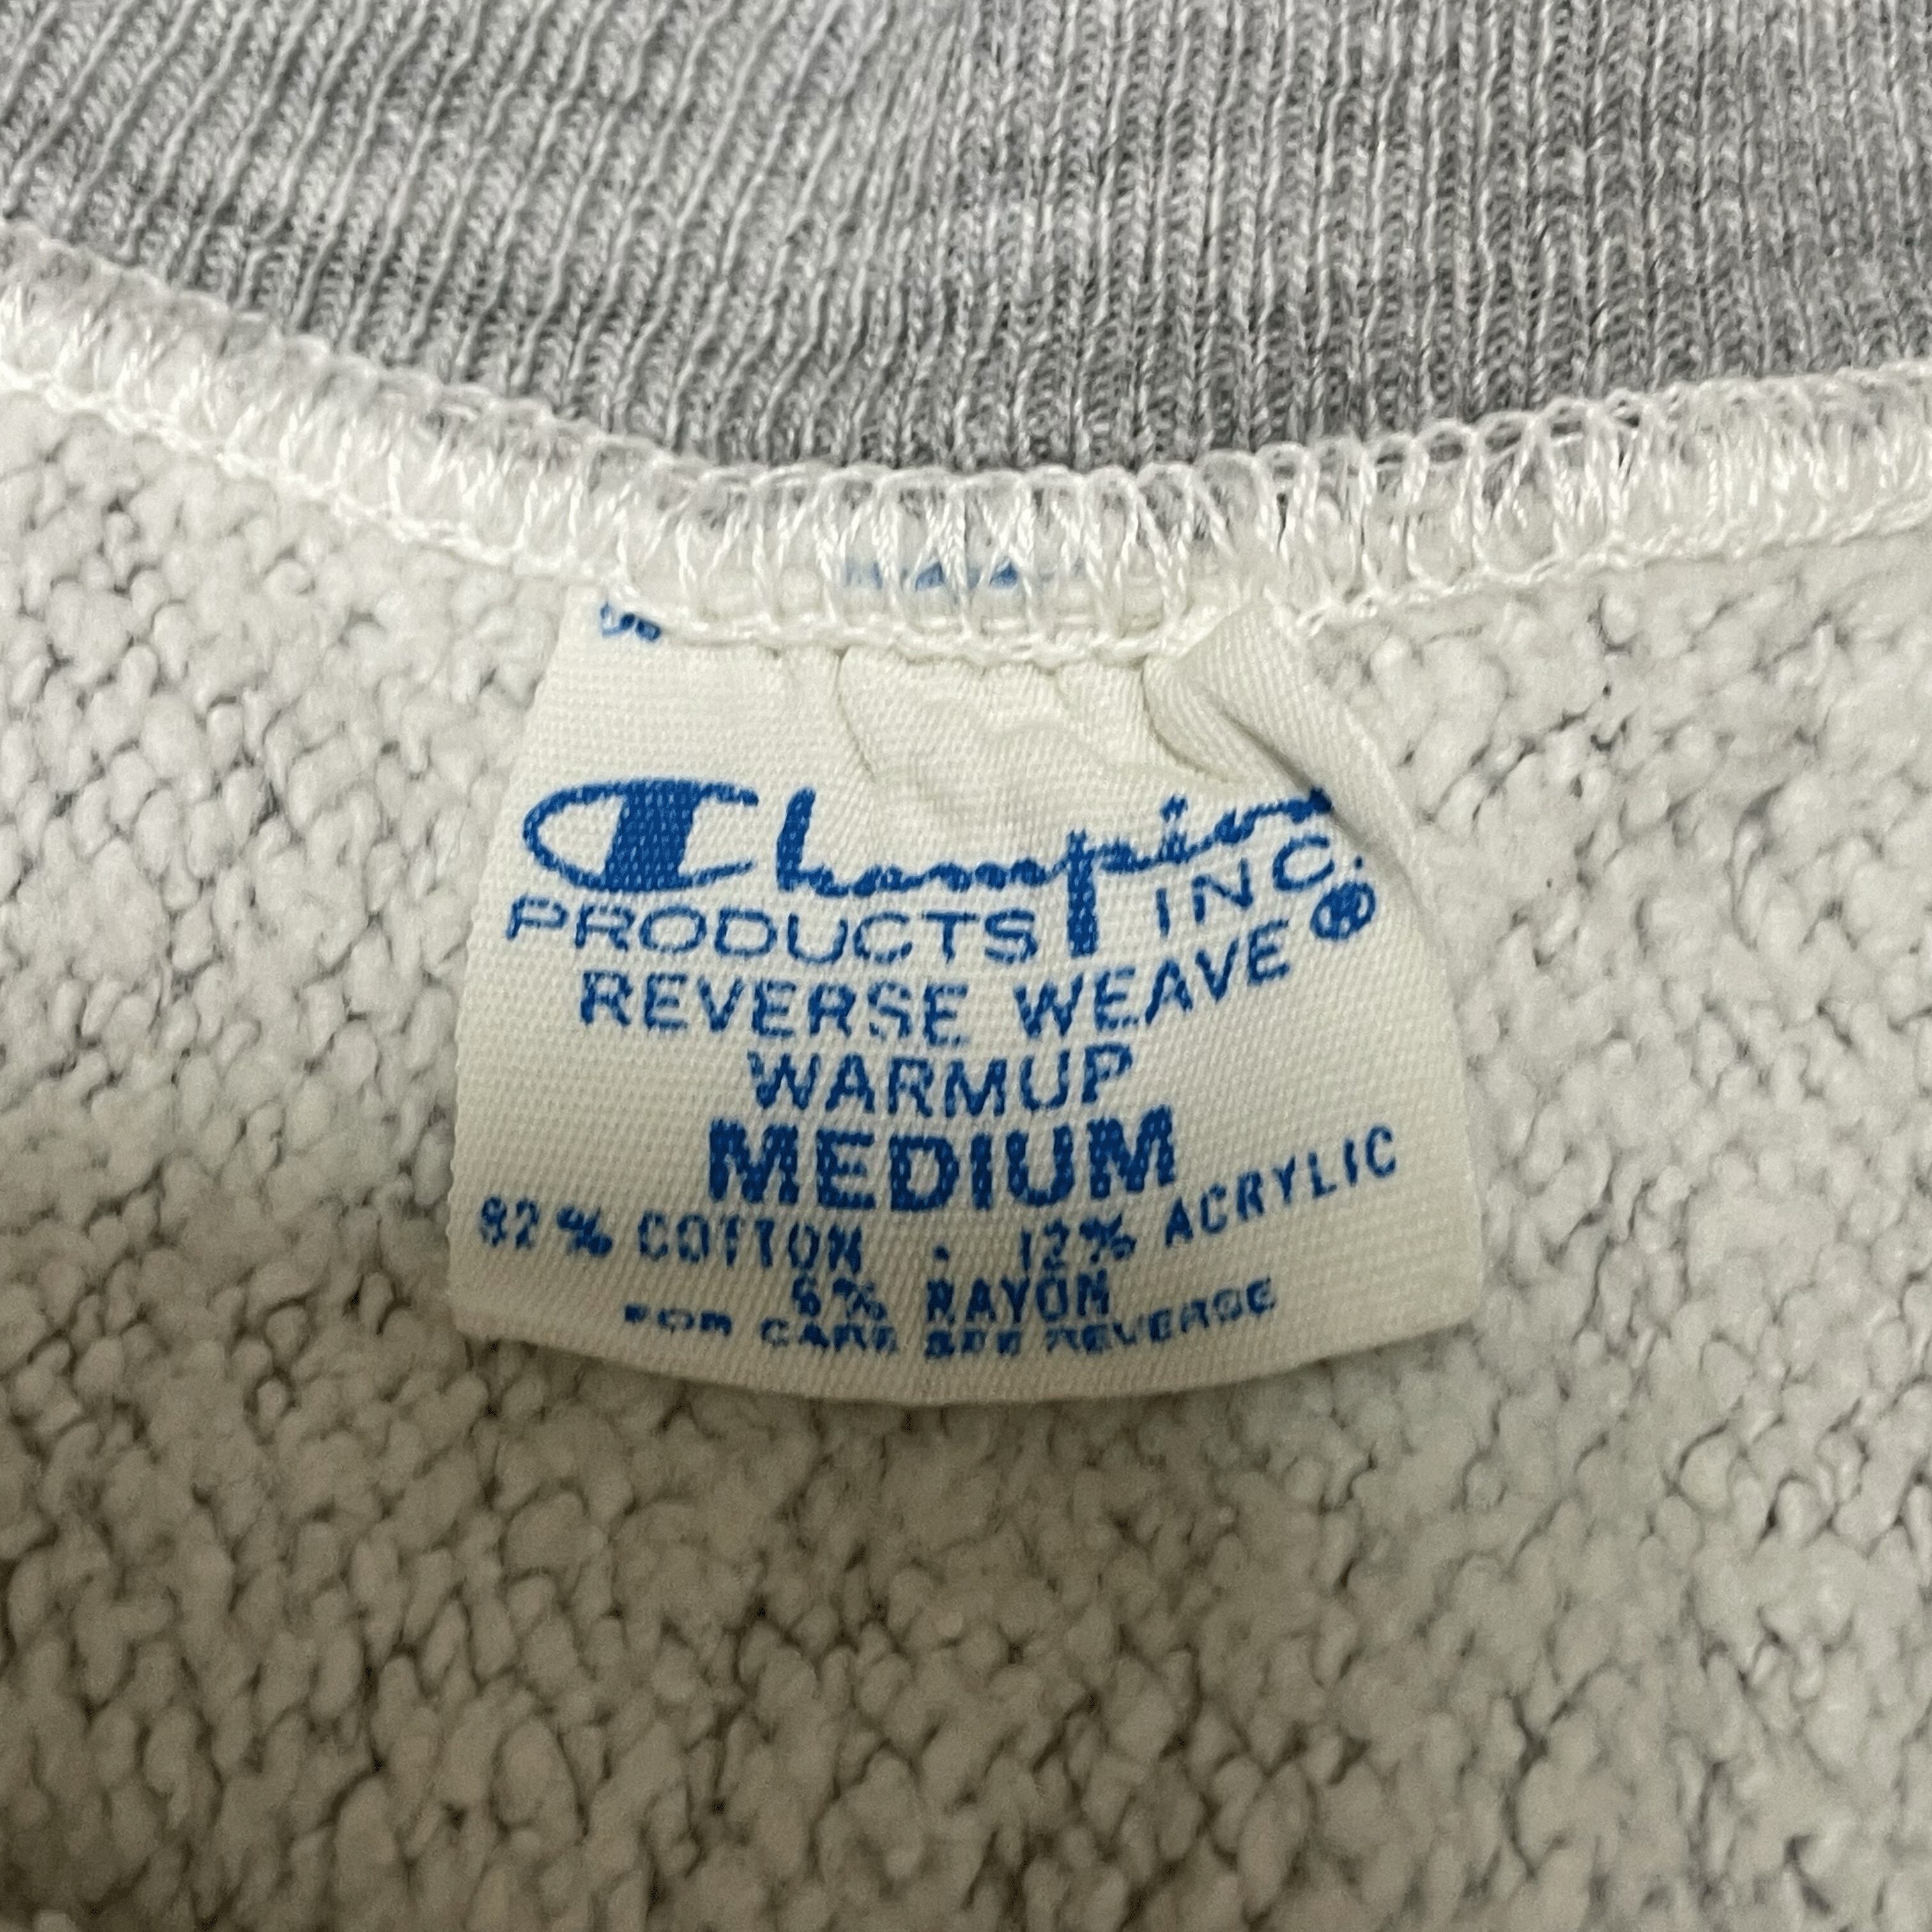 Champion
PRODUCTS INC.
REVERSE WEAVE®
WARMUP
MEDIUM
82% COTTON · 12% ACRYLIC
6% RAYON
FOR CARE SEE REVERSE